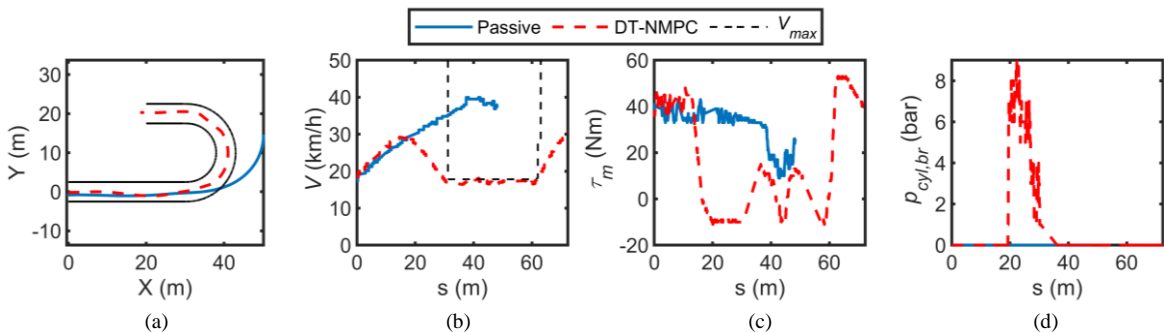 Passive DT-NMPC V_max
30
20
10
0
-10
0 20 40
Y (m)
X (m)
(a)
50
40
30
20
10
0
0 20 40 60
V (km/h)
s (m)
(b)
60
40
20
0
-20
0 20 40 60
τ_m (Nm)
s (m)
(c)
8
6
4
2
0
0 20 40 60
p_cyl,br (bar)
s (m)
(d)